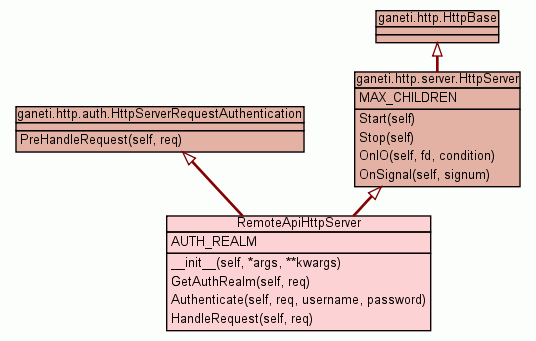 ganeti.http.HttpBase
ganeti.http.server.HttpServer
MAX_CHILDREN
Start(self)
Stop(self)
OnIO(self, fd, condition)
OnSignal(self, signum)
ganeti.http.auth.HttpServerRequestAuthentication
PreHandleRequest(self, req)
RemoteApiHttpServer
AUTH_REALM
__init__(self, *args, **kwargs)
GetAuthRealm(self, req)
Authenticate(self, req, username, password)
HandleRequest(self, req)